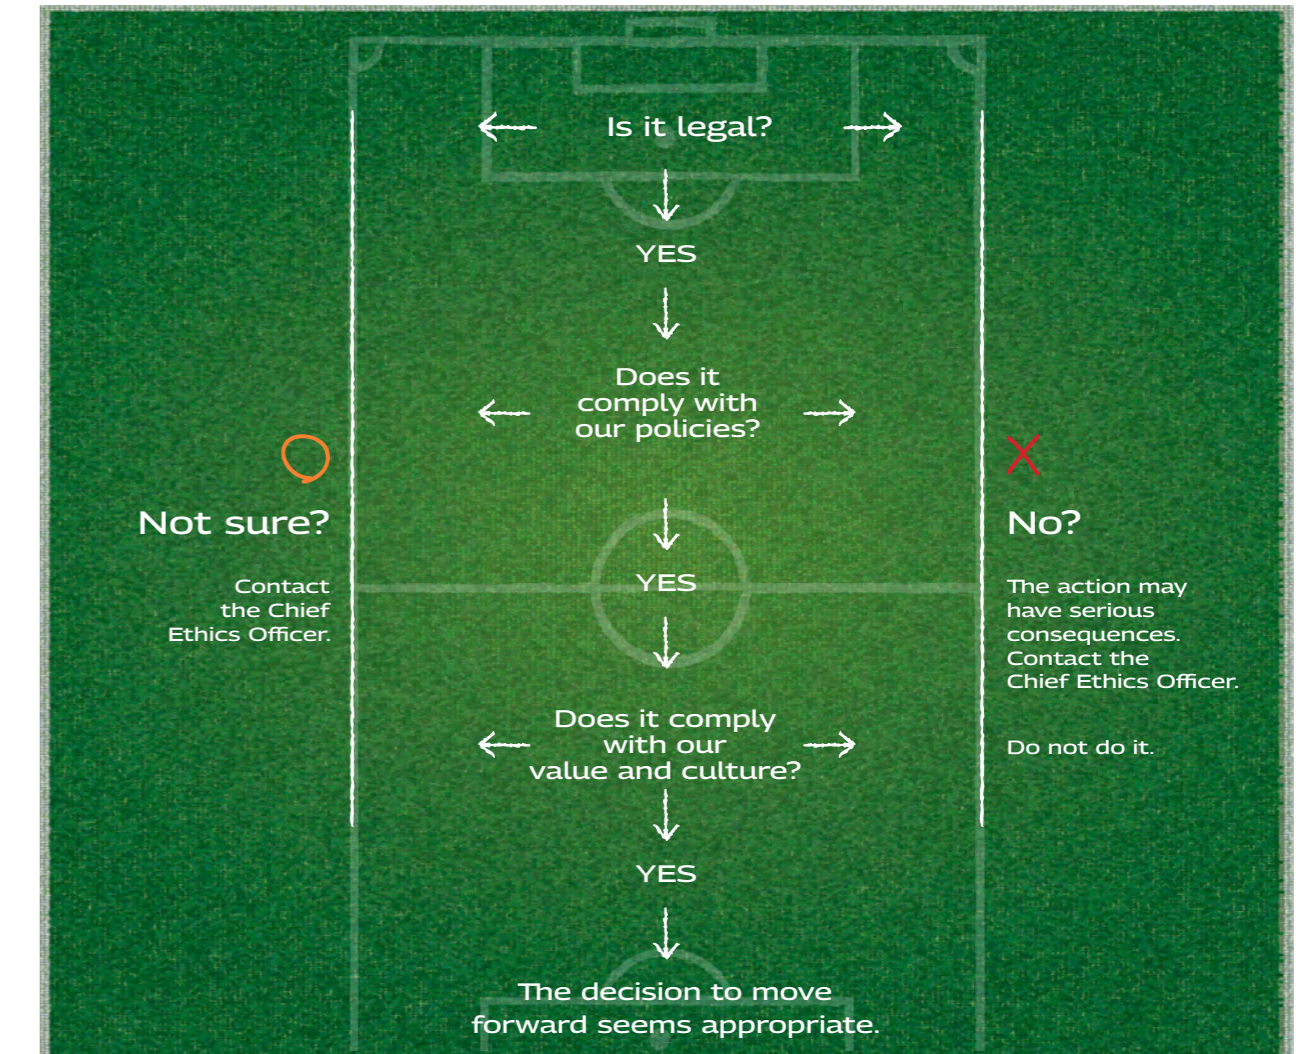 Is it legal?
YES
Does it
comply with
our policies?
Not sure?
Contact
the Chief
Ethics Officer.
No?
The action may
have serious
consequences.
Contact the
Chief Ethics Officer.
Do not do it.
YES
Does it comply
with our
value and culture?
YES
The decision to move
forward seems appropriate.